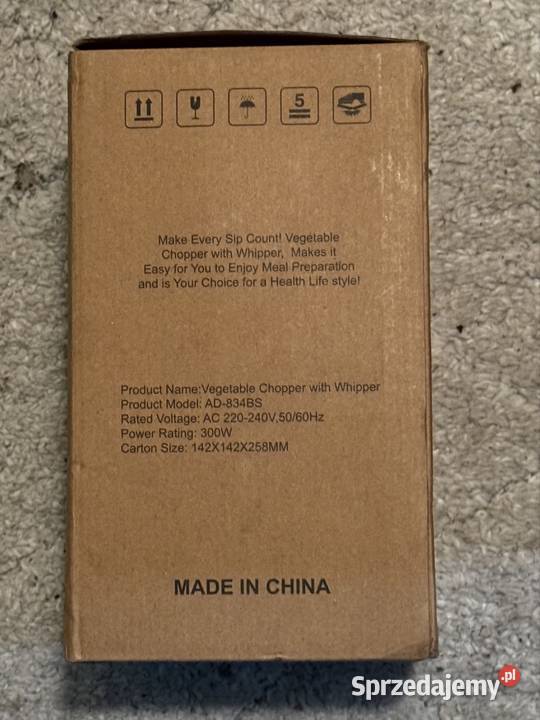 5
Make Every Sip Count! Vegetable
Chopper with Whipper, Makes it
Easy for You to Enjoy Meal Preparation
and is Your Choice for a Health Life style!
Product Name:Vegetable Chopper with Whipper
Product Model: AD-834BS
Rated Voltage: AC 220-240V,50/60Hz
Power Rating: 300W
Carton Size: 142X142X258MM
MADE IN CHINA
Sprzedajemy.pl